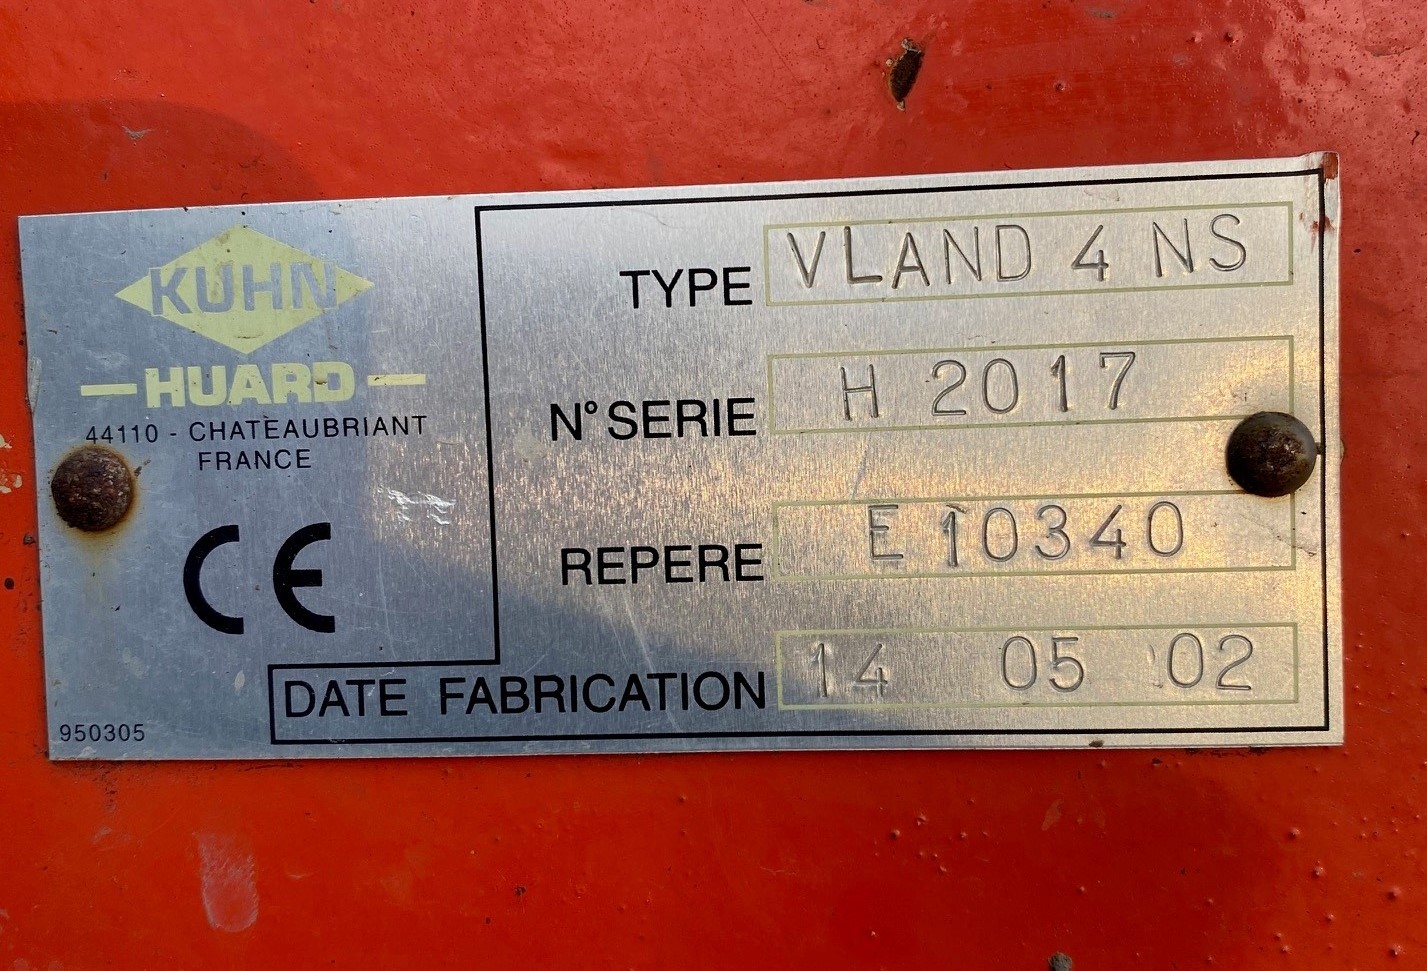 KUHN
HUARD
44110 - CHATEAUBRIANT
FRANCE
CE
950305
TYPE VLAND 4 NS
N° SERIE H 2017
REPERE E 10340
DATE FABRICATION 14 05 02